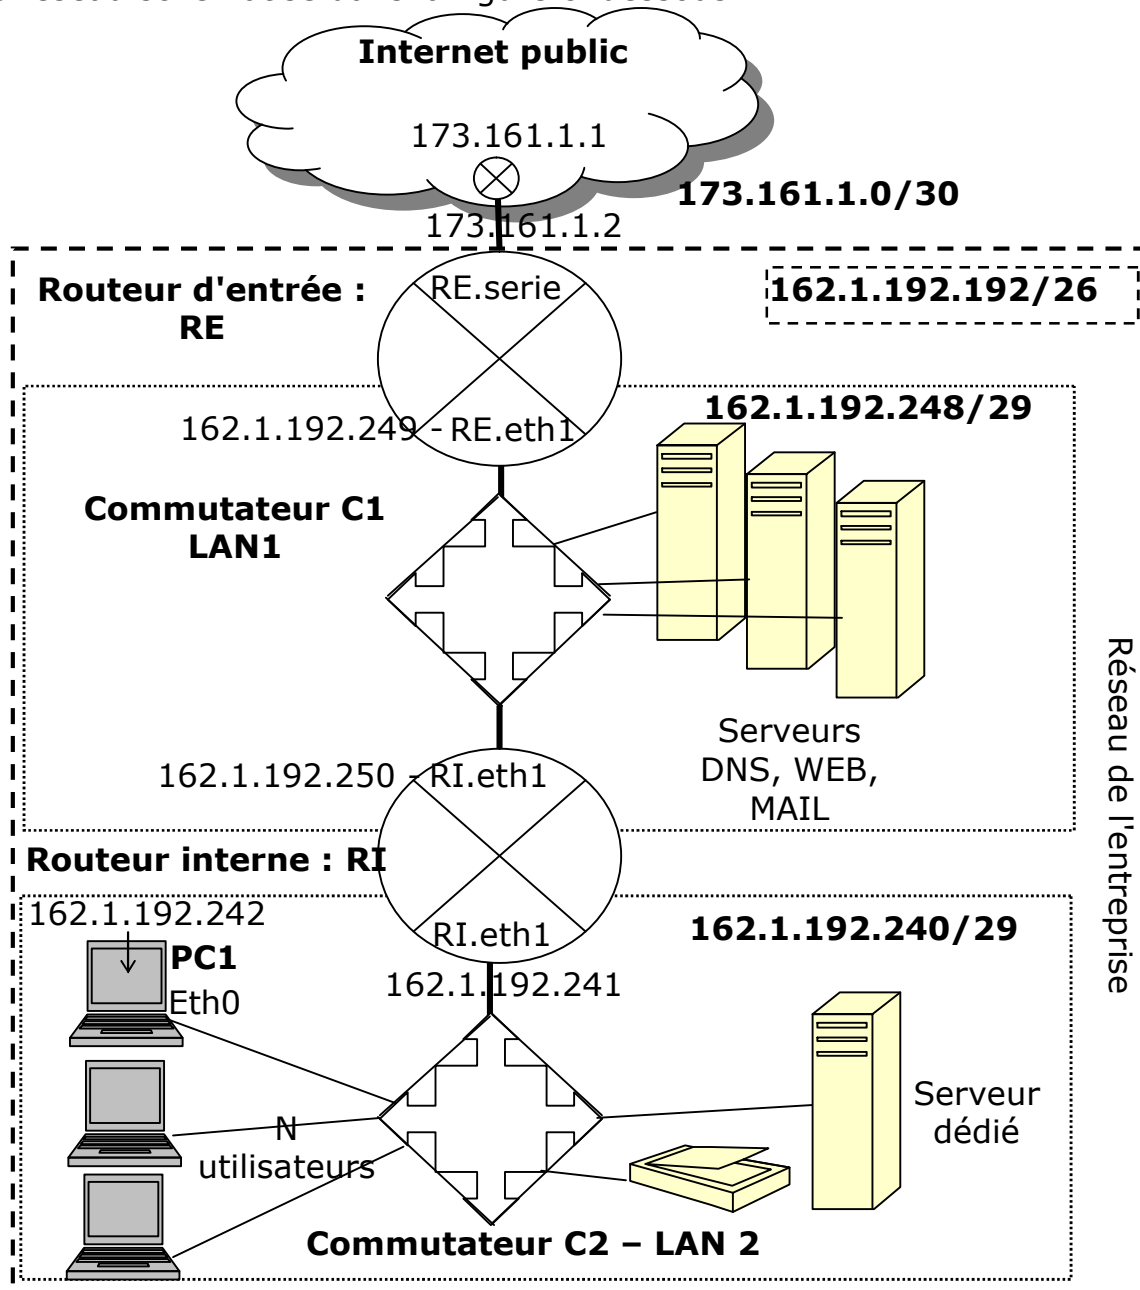 Internet public
173.161.1.1
173.161.1.0/30
173.161.1.2
Routeur d'entrée :
RE
RE.serie
162.1.192.192/26
162.1.192.248/29
162.1.192.249 - RE.eth1
Commutateur C1
LAN1
Serveurs
DNS, WEB,
MAIL
Réseau de l'entreprise
162.1.192.250 - RI.eth1
Routeur interne : RI
162.1.192.242
RI.eth1
162.1.192.240/29
PC1
Eth0
162.1.192.241
Serveur
dédié
N
utilisateurs
Commutateur C2 – LAN 2